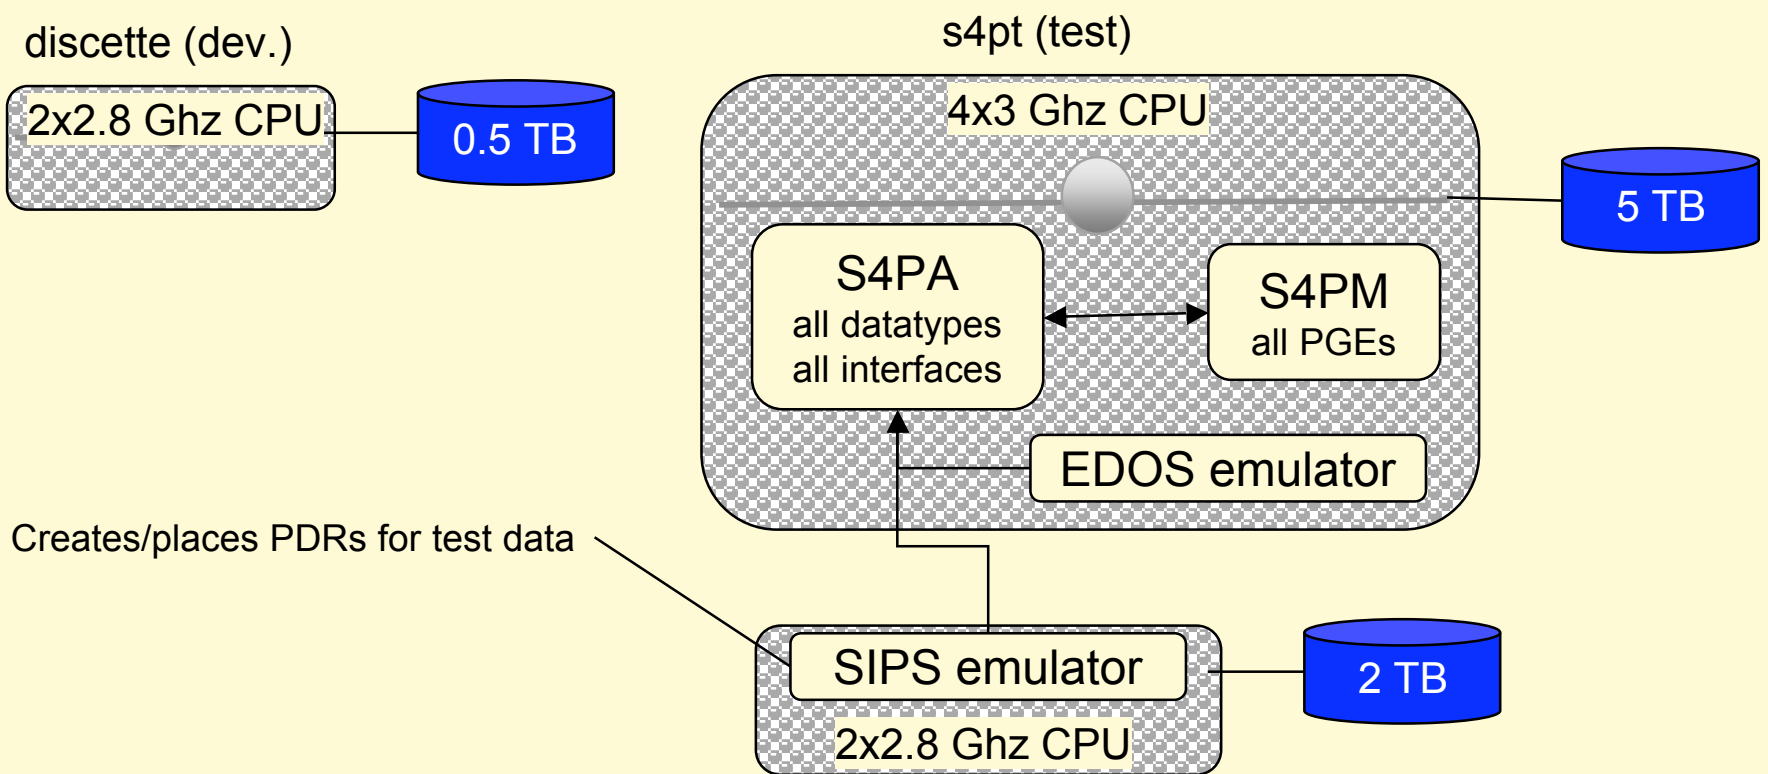 discette (dev.)
s4pt (test)
2x2.8 Ghz CPU
0.5 TB
4x3 Ghz CPU
5 TB
S4PA
all datatypes
all interfaces
S4PM
all PGEs
EDOS emulator
Creates/places PDRs for test data
SIPS emulator
2 TB
2x2.8 Ghz CPU